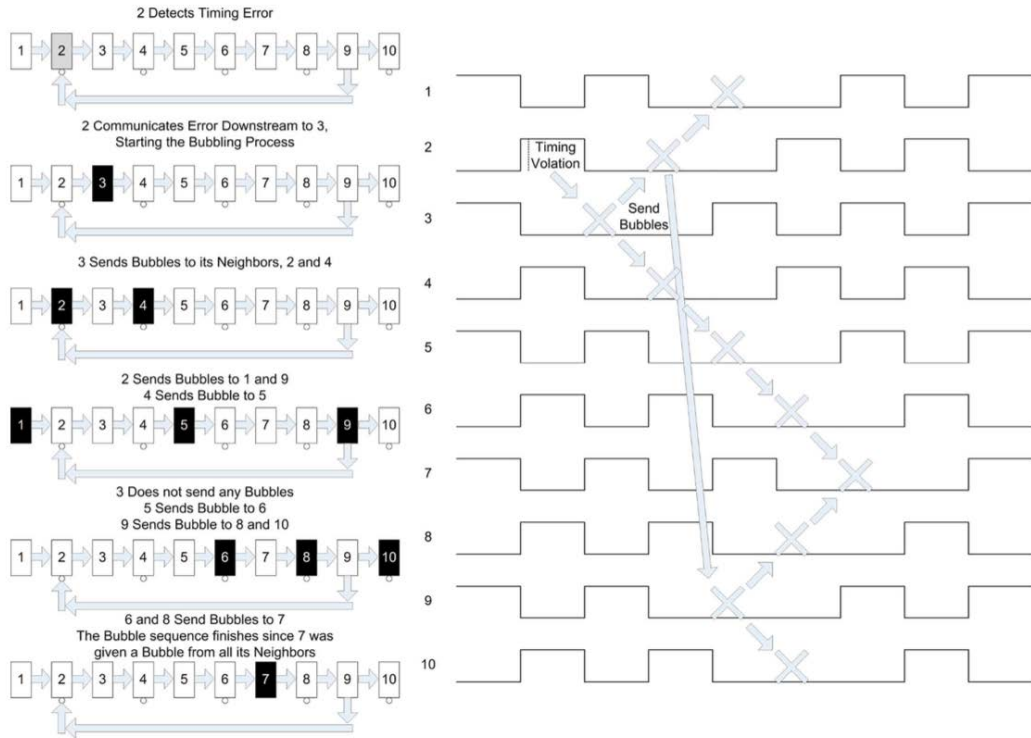 2 Detects Timing Error
1 2 3 4 5 6 7 8 9 10
2 Communicates Error Downstream to 3,
Starting the Bubbling Process
1 2 3 4 5 6 7 8 9 10
3 Sends Bubbles to its Neighbors, 2 and 4
1 2 3 4 5 6 7 8 9 10
2 Sends Bubbles to 1 and 9
4 Sends Bubble to 5
1 2 3 4 5 6 7 8 9 10
3 Does not send any Bubbles
5 Sends Bubble to 6
9 Sends Bubble to 8 and 10
1 2 3 4 5 6 7 8 9 10
6 and 8 Send Bubbles to 7
The Bubble sequence finishes since 7 was
given a Bubble from all its Neighbors
1 2 3 4 5 6 7 8 9 10
1
2
Timing
Volation
3
Send
Bubbles
4
5
6
7
8
9
10